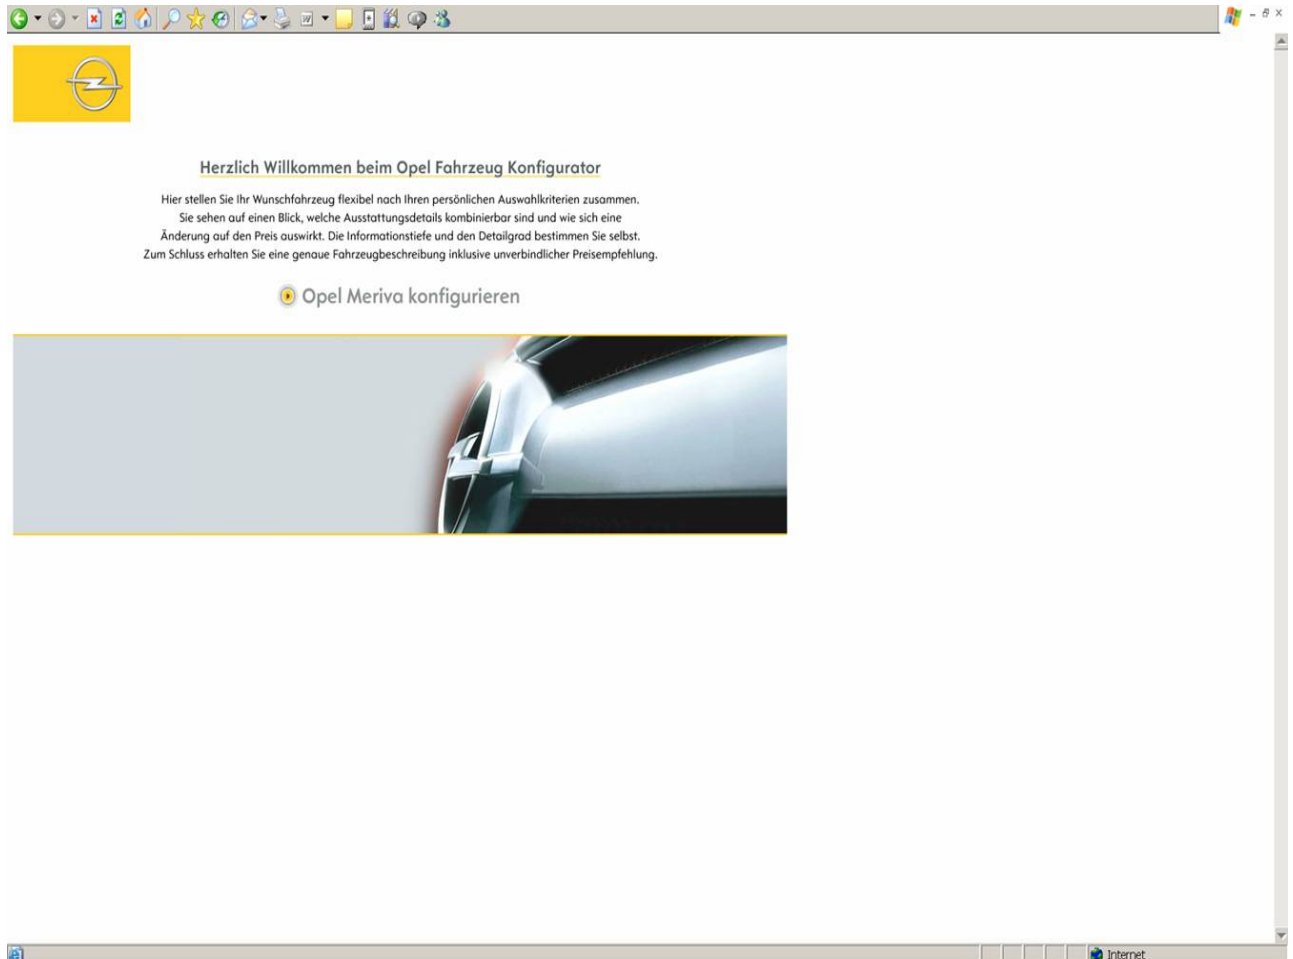 Herzlich Willkommen beim Opel Fahrzeug Konfigurator
Hier stellen Sie Ihr Wunschfahrzeug flexibel nach Ihren persönlichen Auswahlkriterien zusammen.
Sie sehen auf einen Blick, welche Ausstattungsdetails kombinierbar sind und wie sich eine
Änderung auf den Preis auswirkt. Die Informationstiefe und den Detailgrad bestimmen Sie selbst.
Zum Schluss erhalten Sie eine genaue Fahrzeugbeschreibung inklusive unverbindlicher Preisempfehlung.
Opel Meriva konfigurieren
Internet